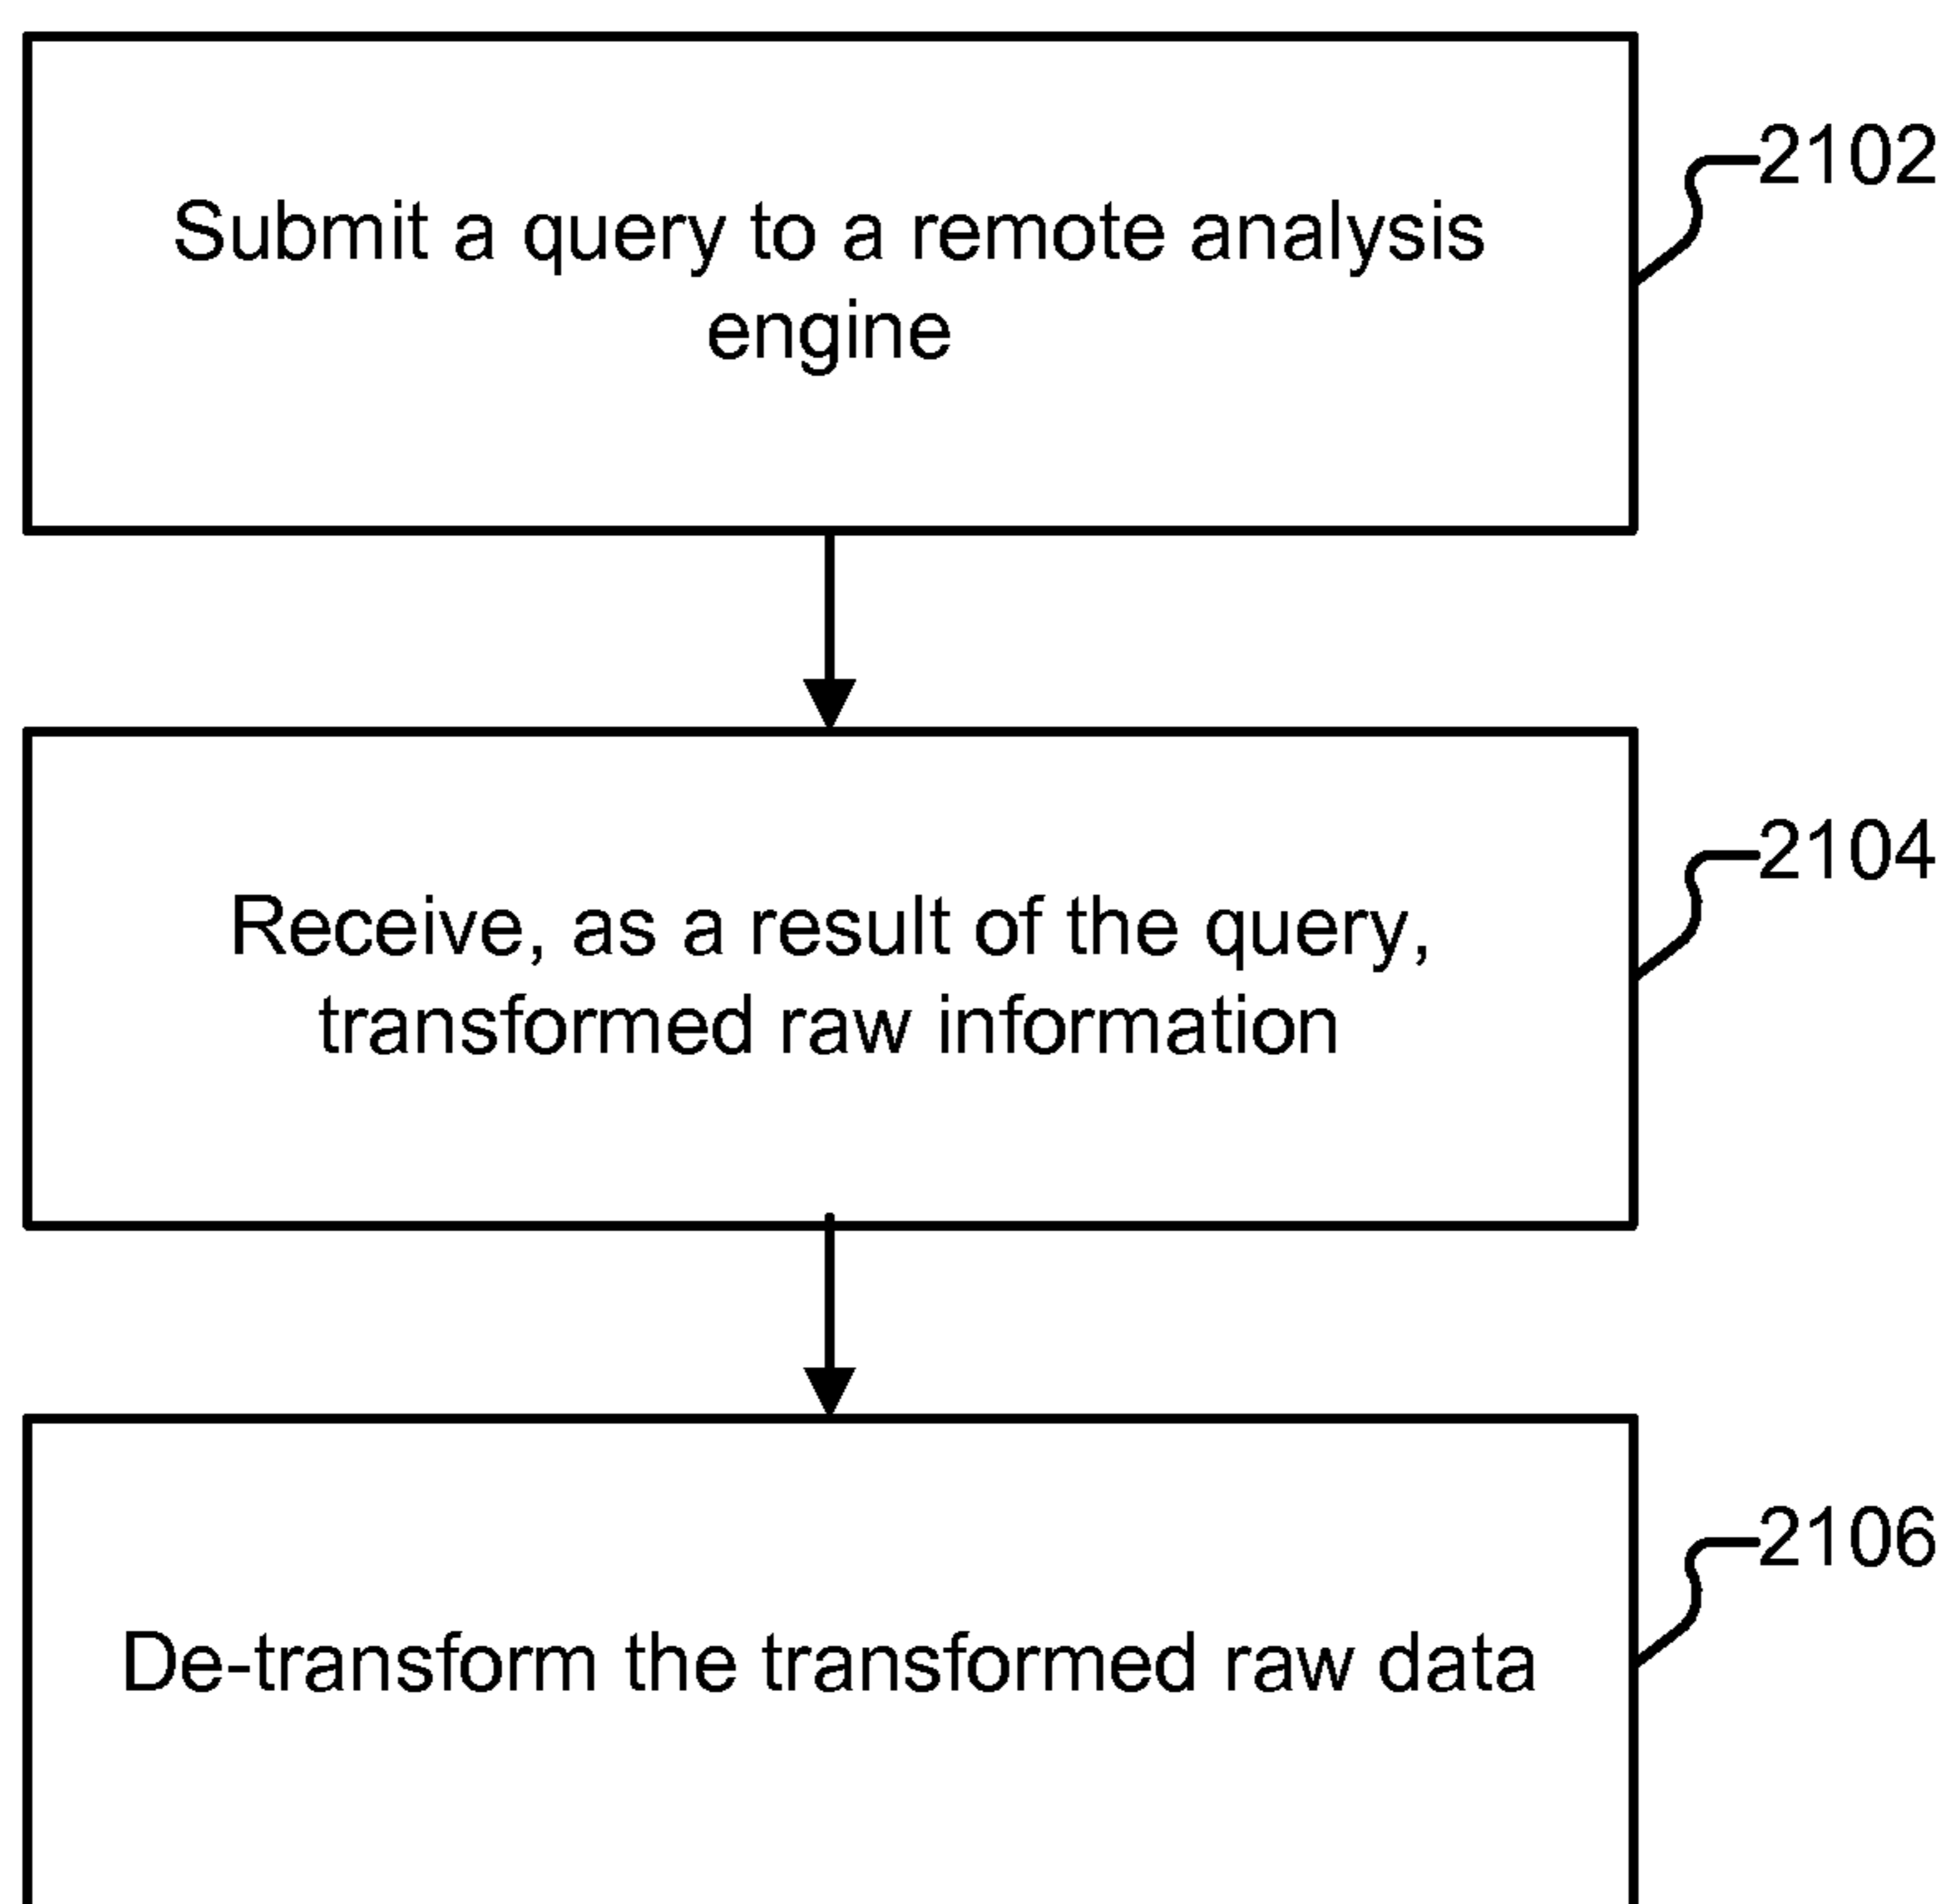 2102
Submit a query to a remote analysis
engine
2104
Receive, as a result of the query,
transformed raw information
2106
De-transform the transformed raw data